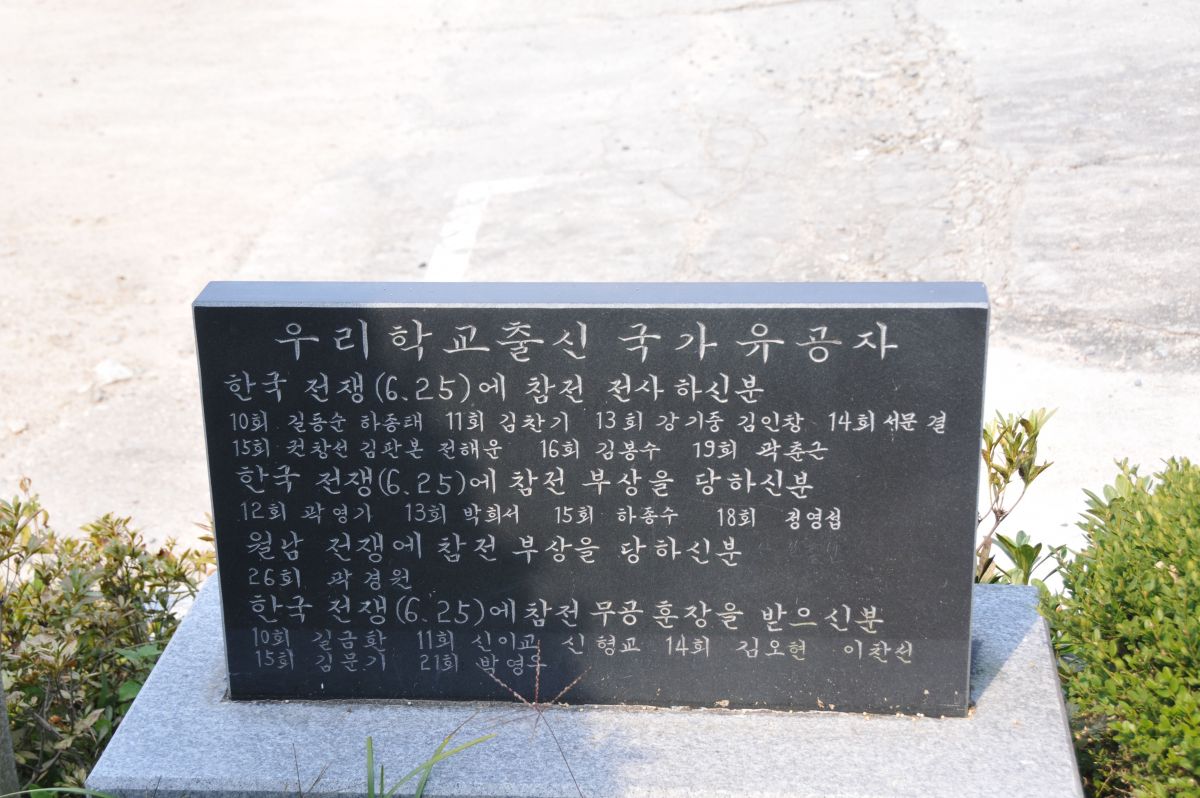 우리학교출신 국가유공자
한국 전쟁(6.25)에 참전 전사하신분
10회 길동순 하종태 11회 김찬기 13회 강기중 김인창 14회 서문 결
15회 김판본 전해운 16회 김봉수 19회 곽춘근
한국 전쟁(6.25)에 참전 부상을 당하신분
12회 곽영기 13회 박희서 15회 하종수 18회 정영섭
월남 전쟁에 참전 부상을 당하신분
26회 곽경원
한국 전쟁(6.25)에 참전 무공훈장을 받으신분
10회 길금환 11회 신이교 신형교 14회 김오현 이찬선
15회 김문기 21회 박영우